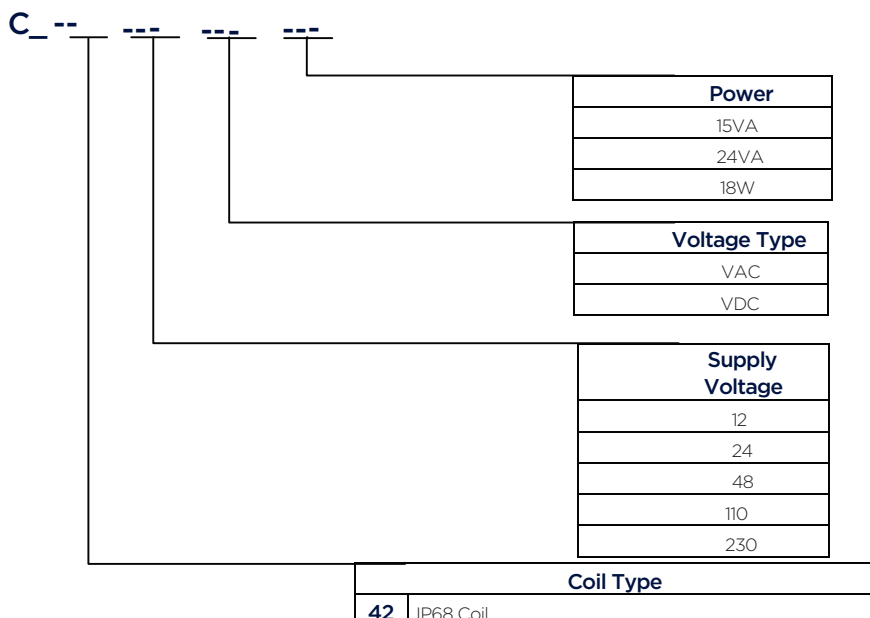 C_ -- --- --- ---
Power
15VA
24VA
18W
Voltage Type
VAC
VDC
Supply
Voltage
12
24
48
110
230
Coil Type
42 IP68 Coil